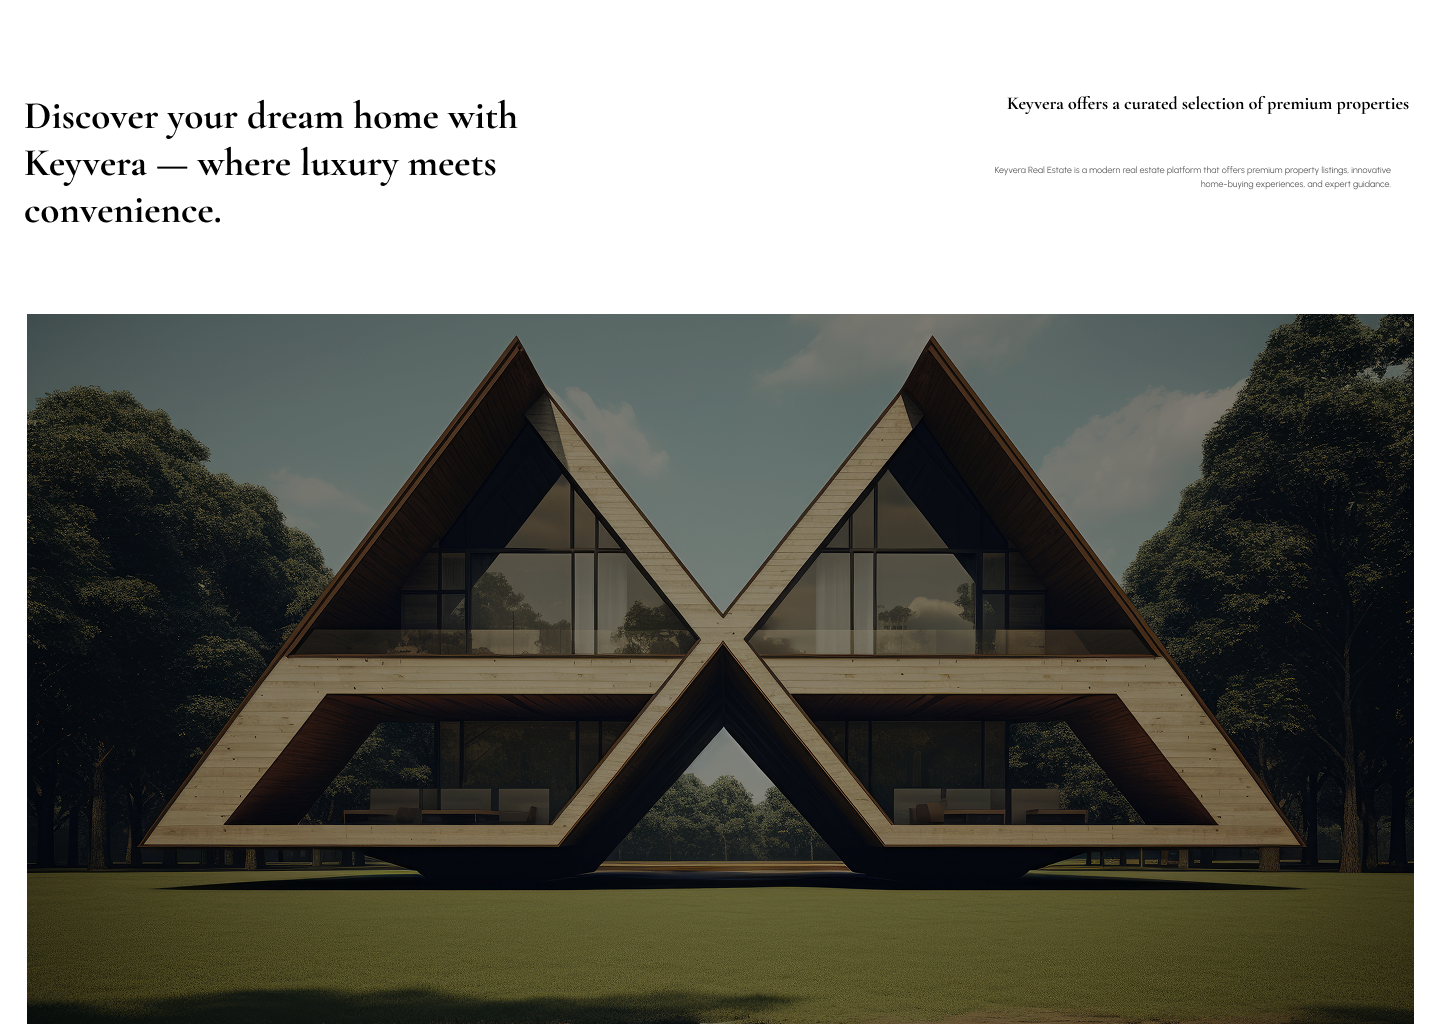 Discover your dream home with
Keyvera — where luxury meets
convenience.
Keyvera offers a curated selection of premium properties
Keyvera Real Estate is a modern real estate platform that offers premium property listings, innovative
home-buying experiences, and expert guidance.